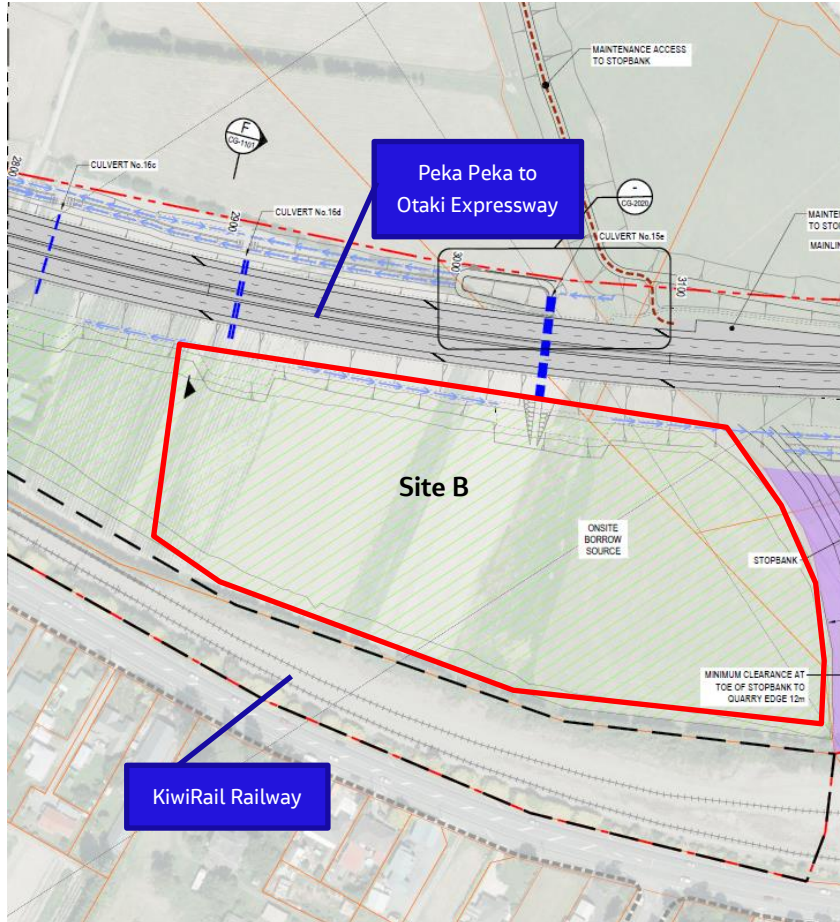 MAINTENANCE ACCESS
TO STOPBANK
F
CG-1101
CULVERT No.16c
2800
Peka Peka to
Otaki Expressway
-
CG-2020
2900
CULVERT No.16d
CULVERT No.15e
MAINTE
TO STO
MAINLIN
3000
3100
Site B
ONSITE
BORROW
SOURCE
STOPBANK
MINIMUM CLEARANCE AT
TOE OF STOPBANK TO
QUARRY EDGE 12m
KiwiRail Railway